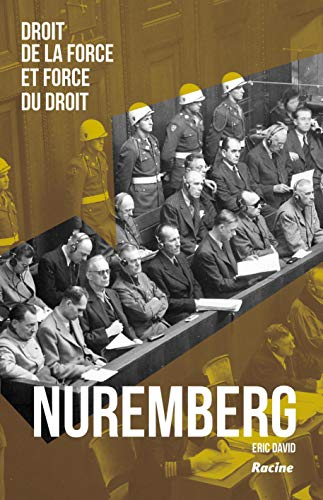 DROIT
DE LA FORCE
ET FORCE
DU DROIT
NUREMBERG
ERIC DAVID
Racine